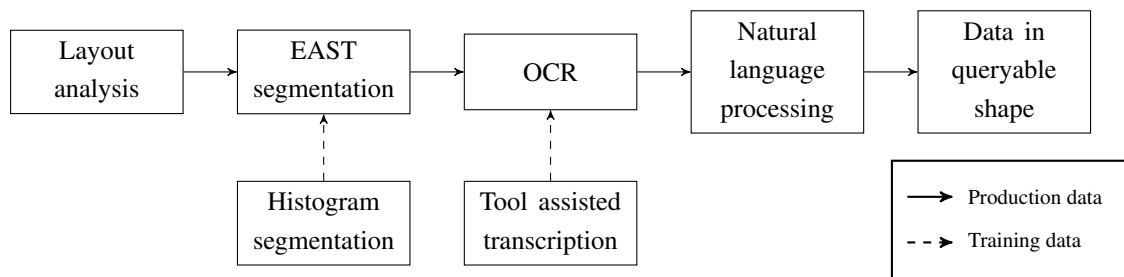 Layout
analysis
EAST
segmentation
OCR
Natural
language
processing
Data in
queryable
shape
Histogram
segmentation
Tool assisted
transcription
Production data
Training data